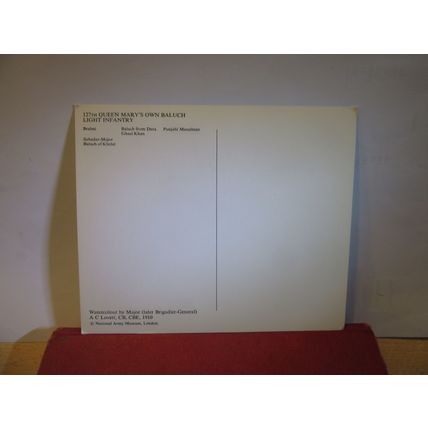 127TH QUEEN MARY'S OWN BALUCH
LIGHT INFANTRY
Brahui Baluch from Dera Punjabi Musalman
Ghazi Khan
Subadar-Major
Baluch of Khelat
Watercolour by Major (later Brigadier-General)
A C Lovett, CB, CBE, 1910
© National Army Museum, London